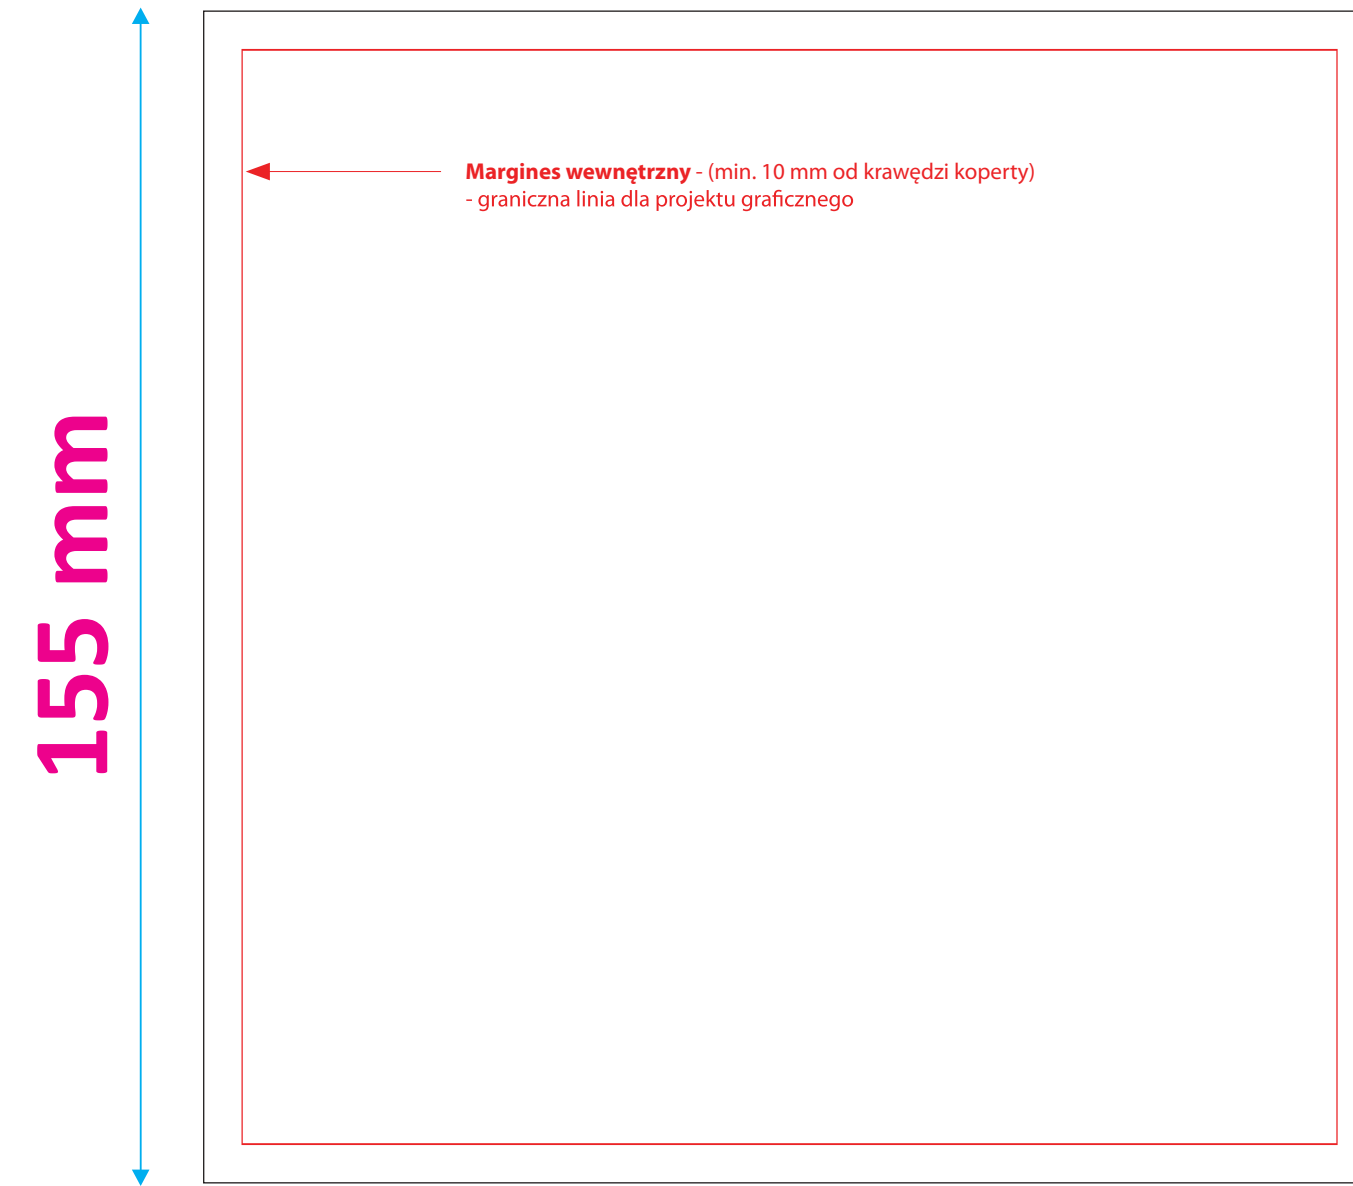 155 mm
Margines wewnętrzny - (min. 10 mm od krawędzi koperty)
- graniczna linia dla projektu graficznego